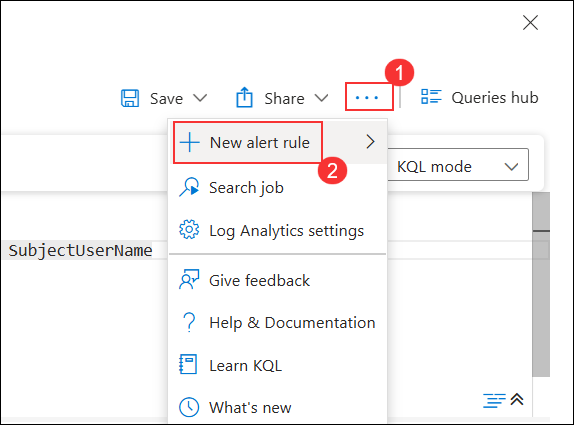 1
Save
Share
...
Queries hub
New alert rule
2
KQL mode
Search job
SubjectUserName
Log Analytics settings
Give feedback
Help & Documentation
Learn KQL
What's new